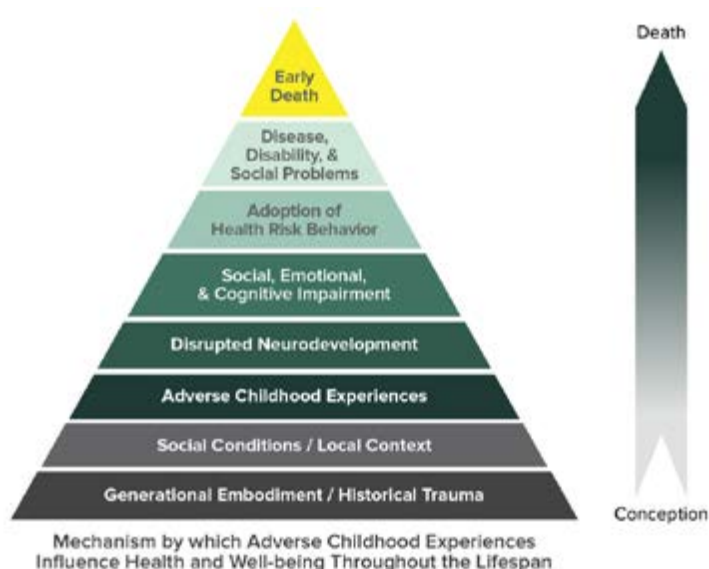 Death
Early
Death
Disease,
Disability, &
Social Problems
Adoption of
Health Risk Behavior
Social, Emotional,
& Cognitive Impairment
Disrupted Neurodevelopment
Adverse Childhood Experiences
Social Conditions / Local Context
Generational Embodiment / Historical Trauma
Conception
Mechanism by which Adverse Childhood Experiences
Influence Health and Well-being Throughout the Lifespan